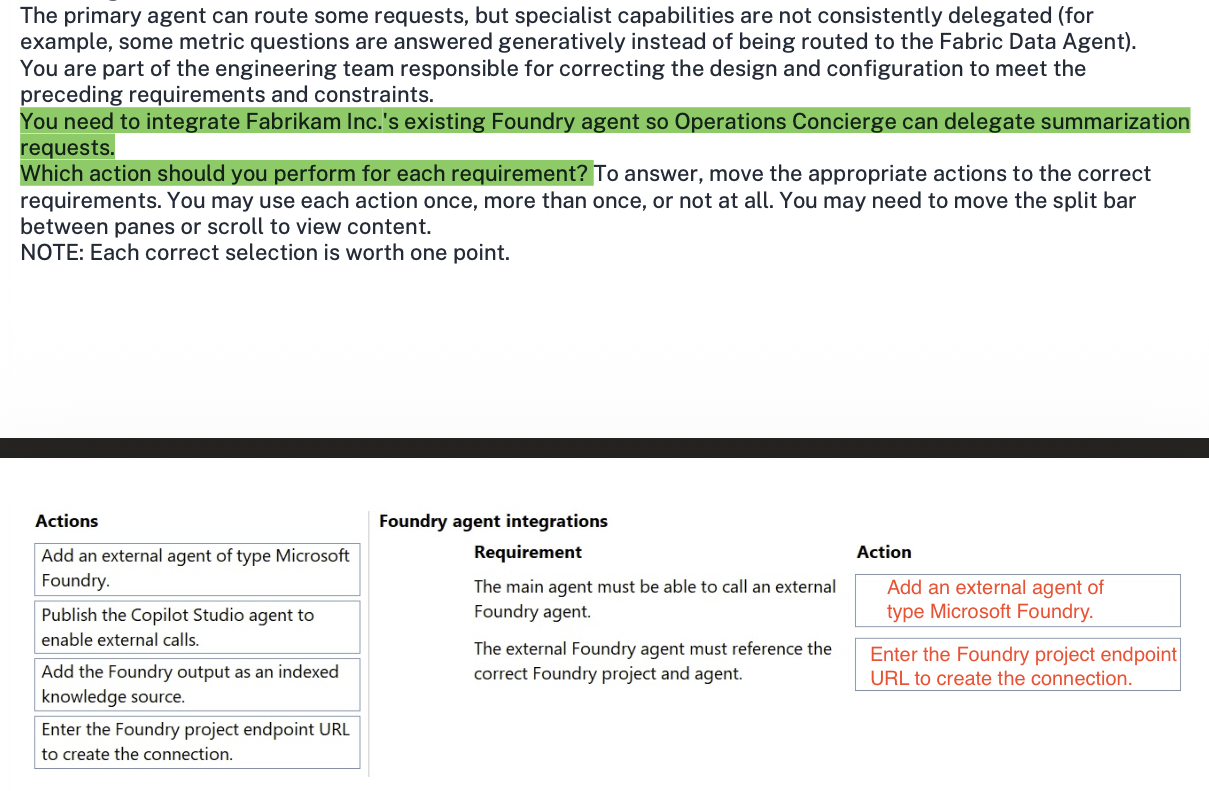 The primary agent can route some requests, but specialist capabilities are not consistently delegated (for
example, some metric questions are answered generatively instead of being routed to the Fabric Data Agent).
You are part of the engineering team responsible for correcting the design and configuration to meet the
preceding requirements and constraints.
You need to integrate Fabrikam Inc.'s existing Foundry agent so Operations Concierge can delegate summarization
requests.
Which action should you perform for each requirement? To answer, move the appropriate actions to the correct
requirements. You may use each action once, more than once, or not at all. You may need to move the split bar
between panes or scroll to view content.
NOTE: Each correct selection is worth one point.
Actions
Add an external agent of type Microsoft
Foundry.
Publish the Copilot Studio agent to
enable external calls.
Add the Foundry output as an indexed
knowledge source.
Enter the Foundry project endpoint URL
to create the connection.
Foundry agent integrations
Requirement
Action
The main agent must be able to call an external
Foundry agent.
Add an external agent of
type Microsoft Foundry.
The external Foundry agent must reference the
correct Foundry project and agent.
Enter the Foundry project endpoint
URL to create the connection.